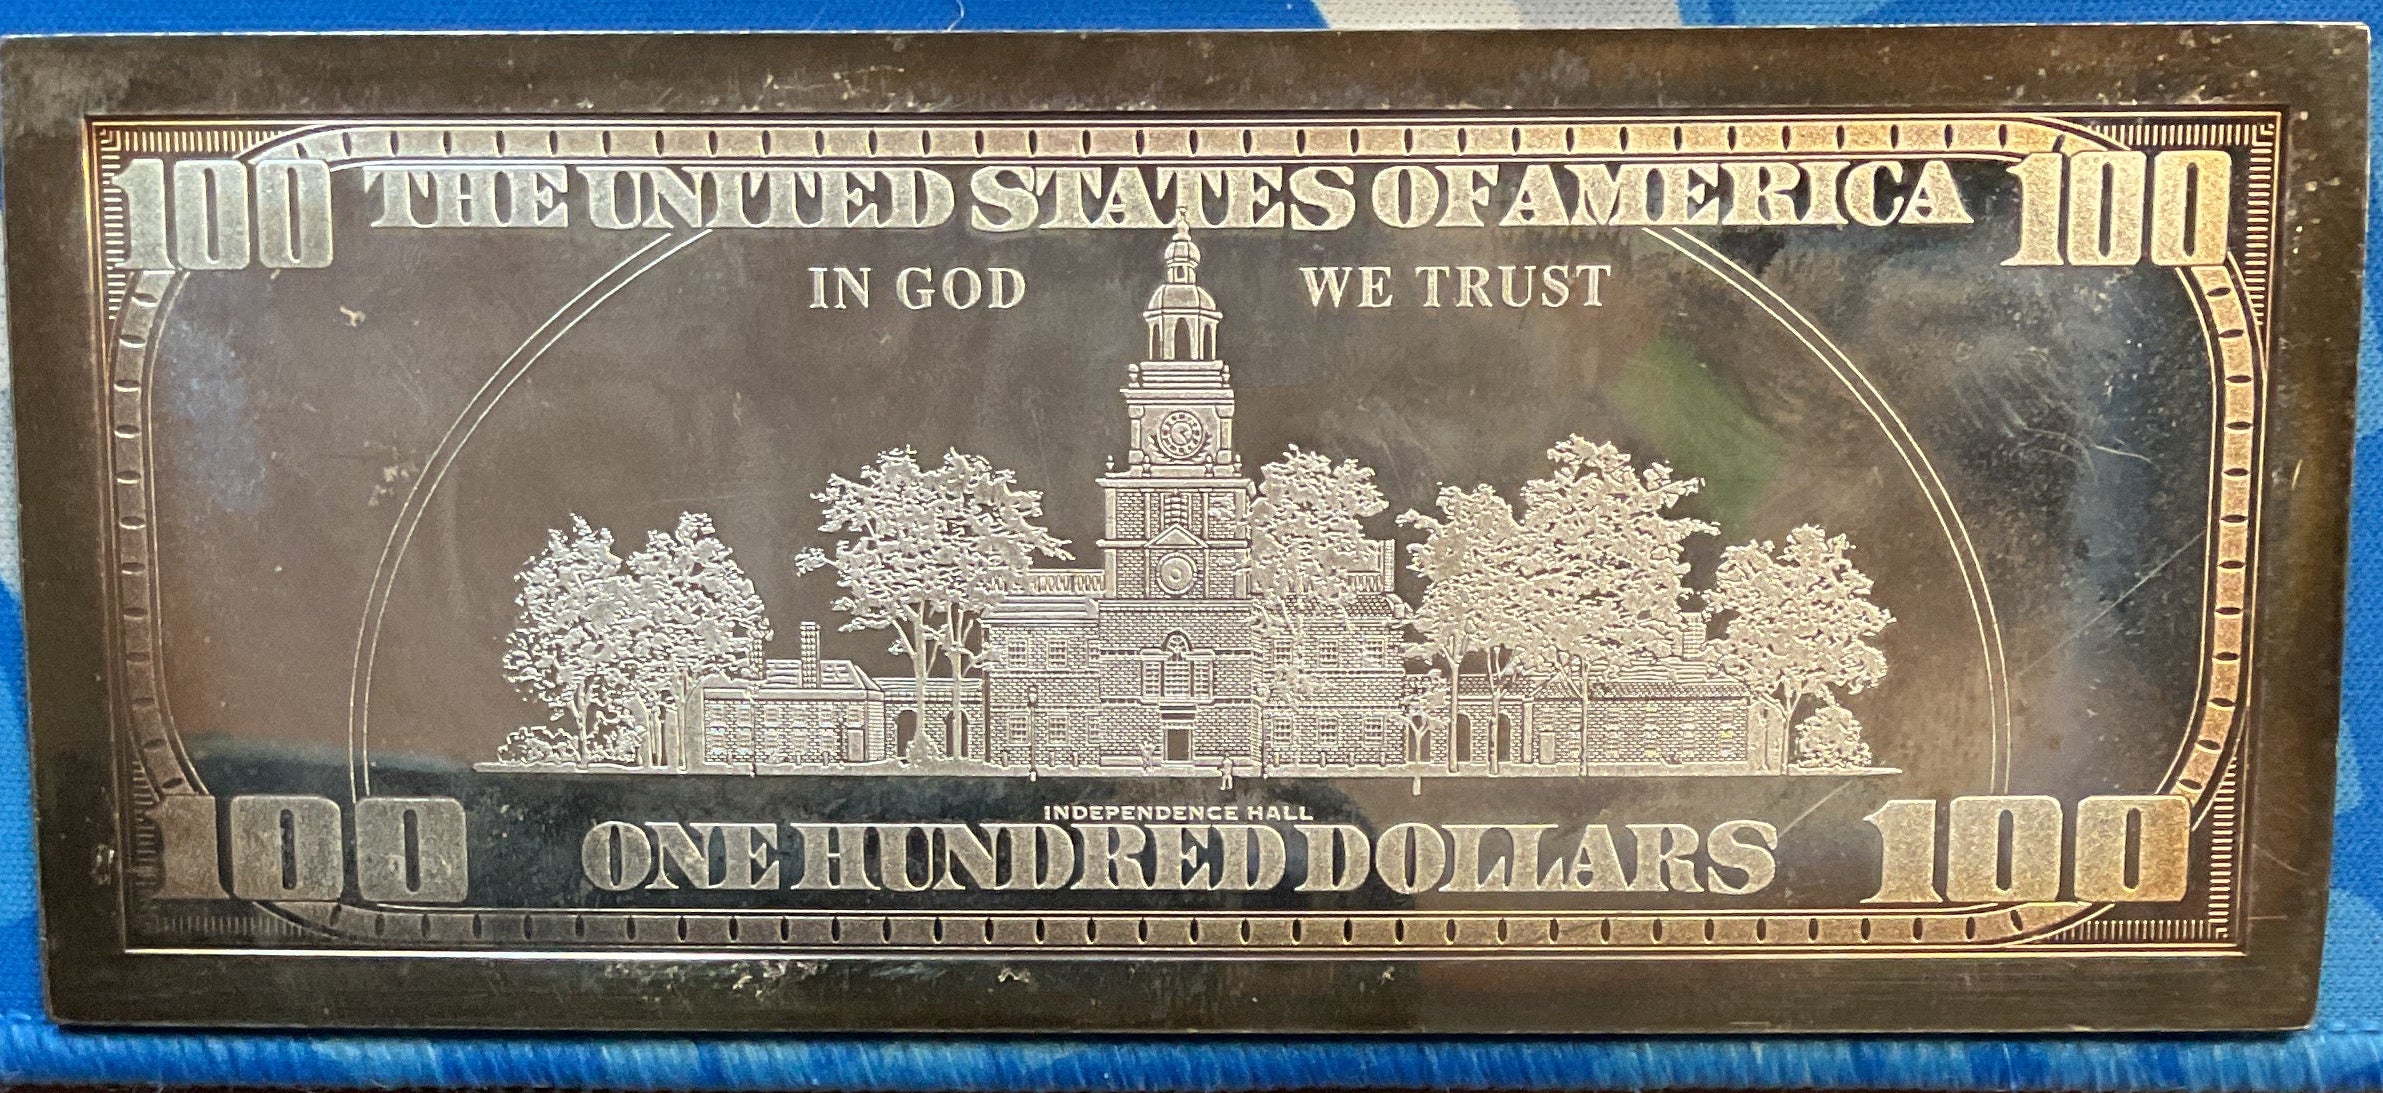 100 THE UNITED STATES OF AMERICA 100
IN GOD WE TRUST
INDEPENDENCE HALL
100 ONE HUNDRED DOLLARS 100